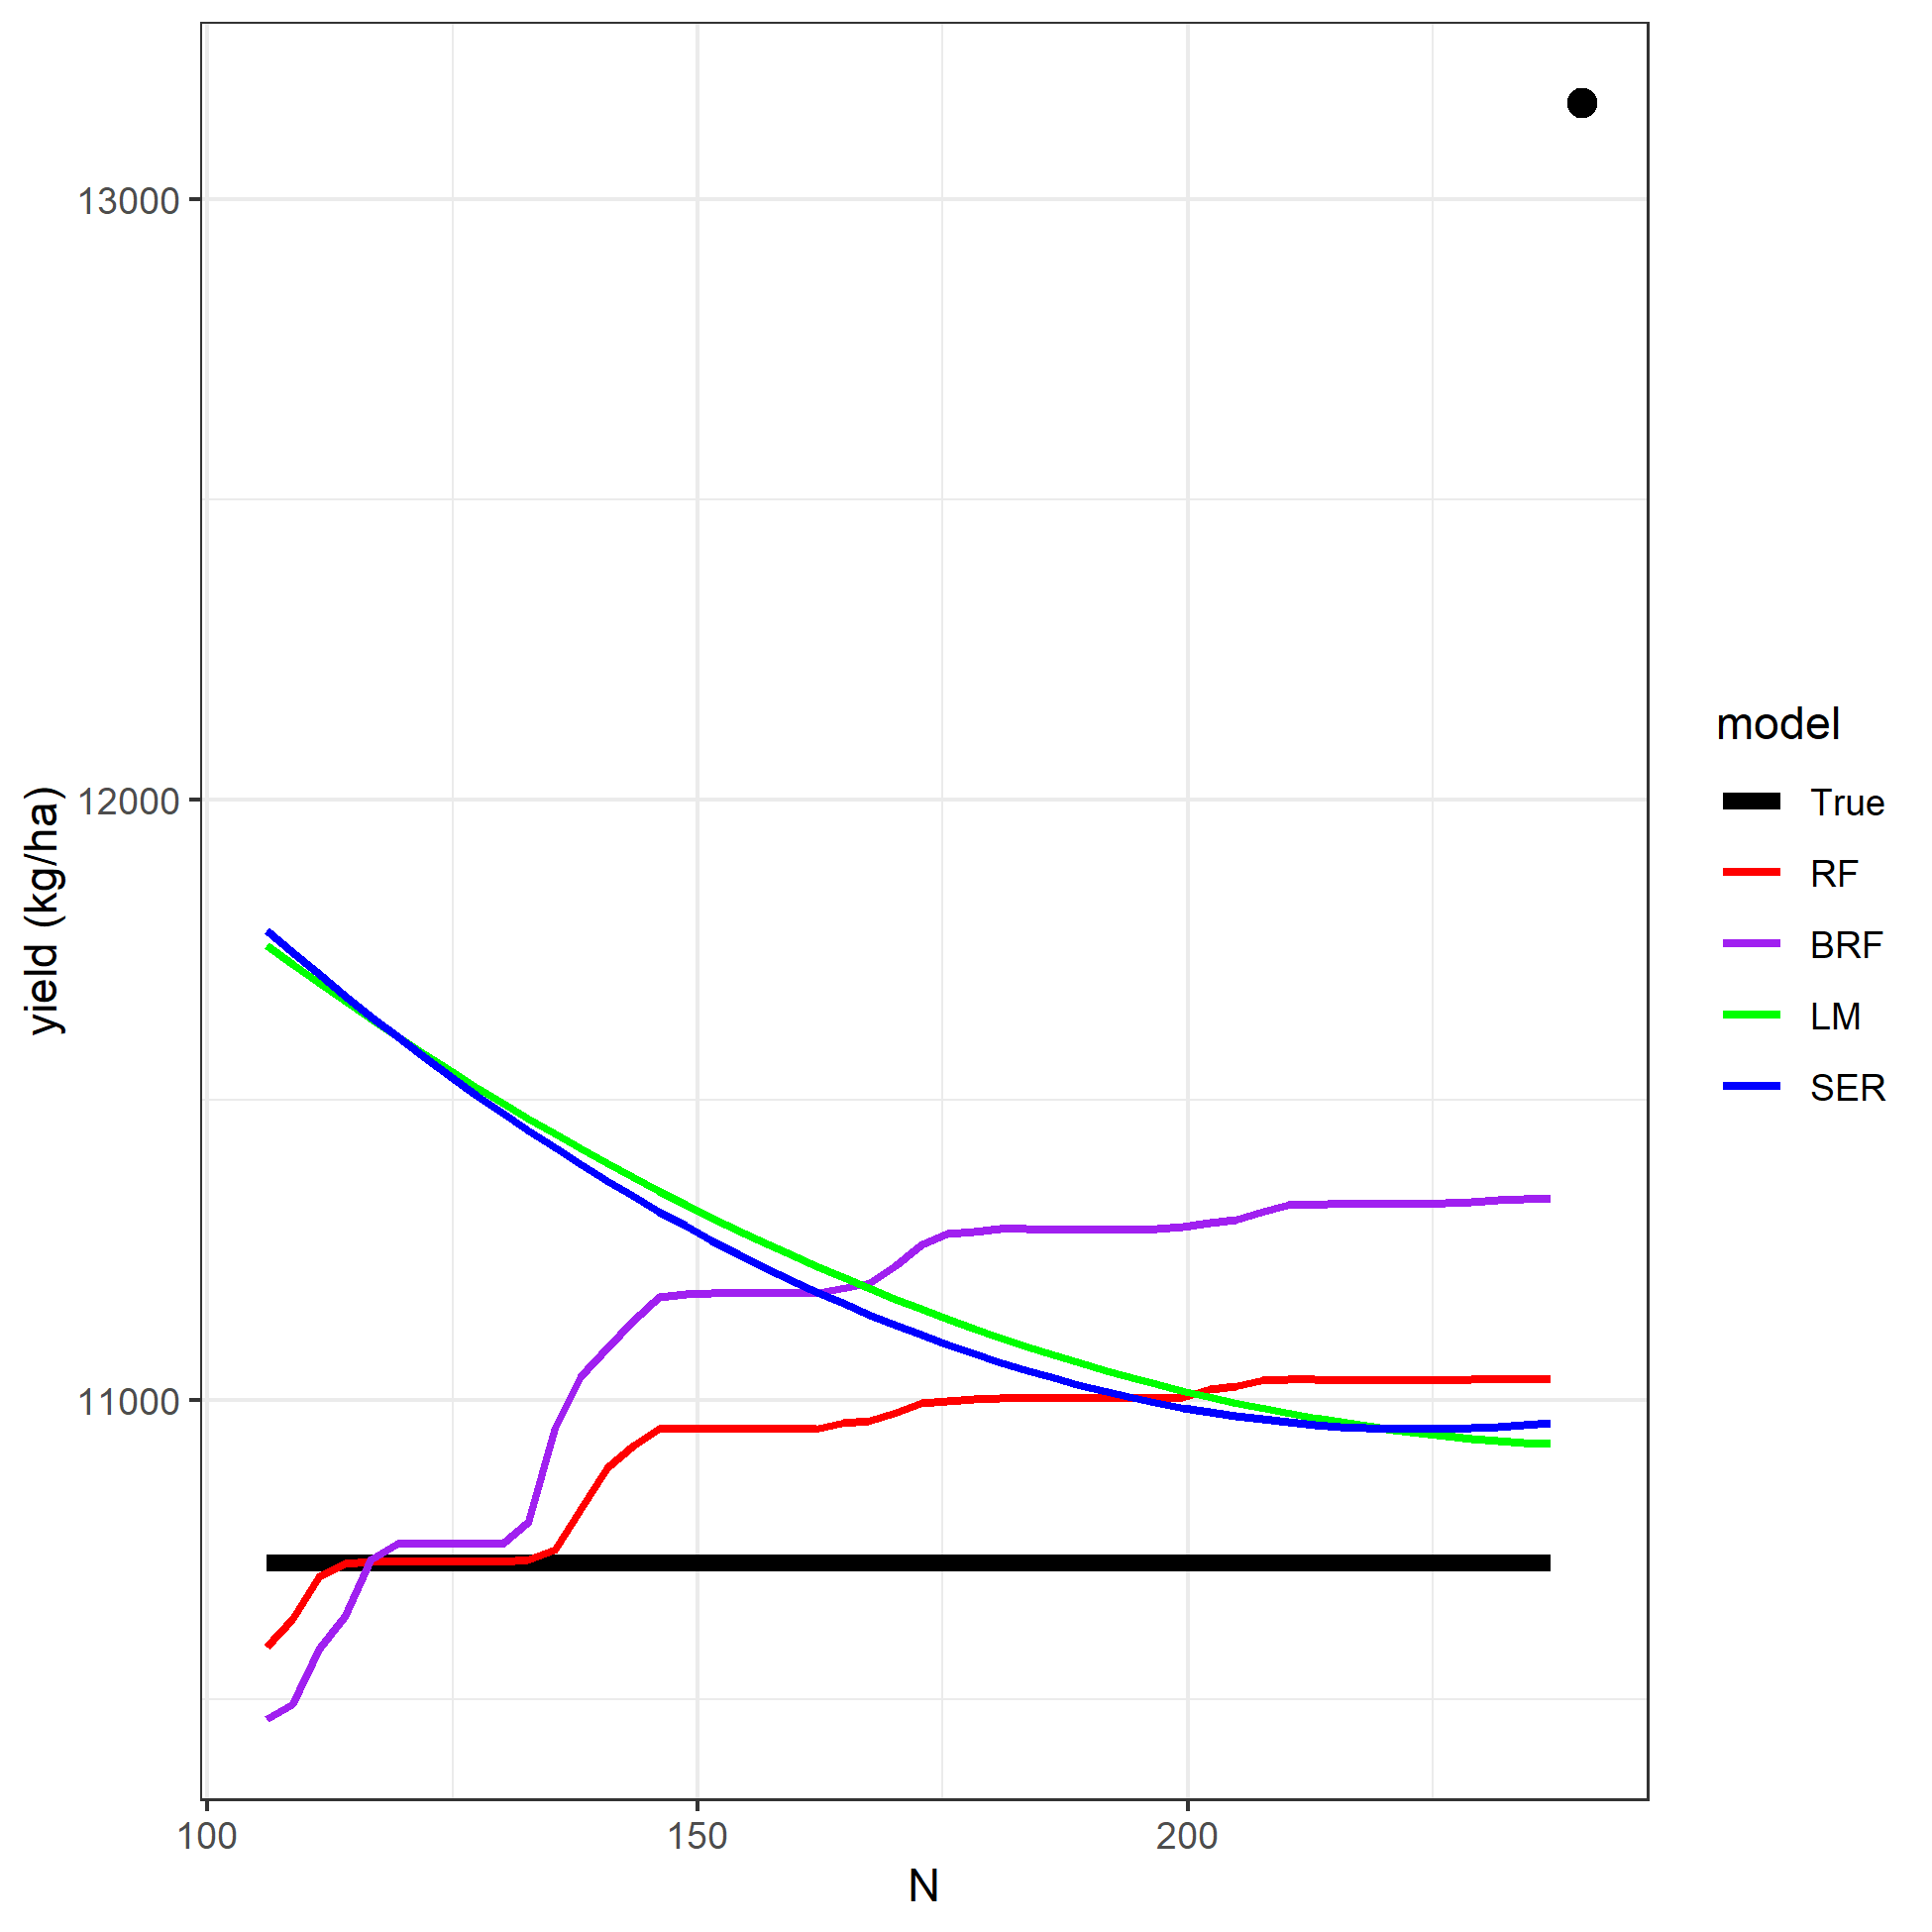 13000
12000
11000
yield (kg/ha)
100
150
200
N
model
True
RF
BRF
LM
SER